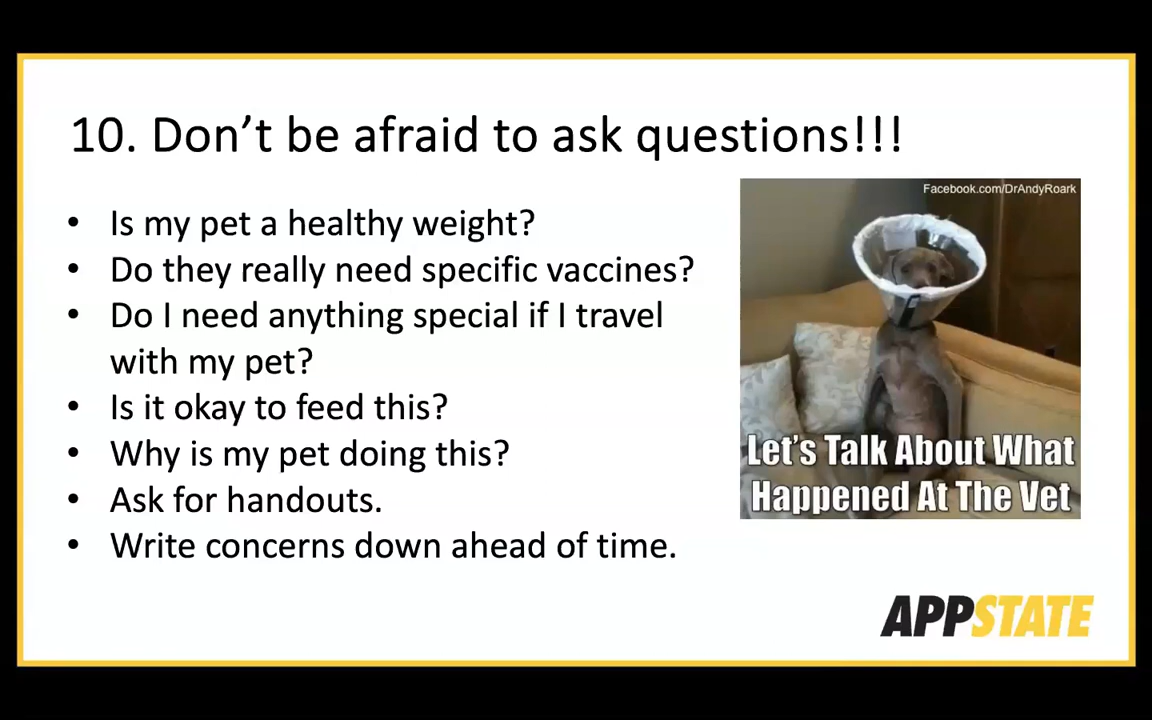 10. Don’t be afraid to ask questions!!!
• Is my pet a healthy weight?
• Do they really need specific vaccines?
• Do I need anything special if I travel
with my pet?
• Is it okay to feed this?
• Why is my pet doing this?
• Ask for handouts.
• Write concerns down ahead of time.
Facebook.com/DrAndyRoark
Let's Talk About What
Happened At The Vet
APPSTATE